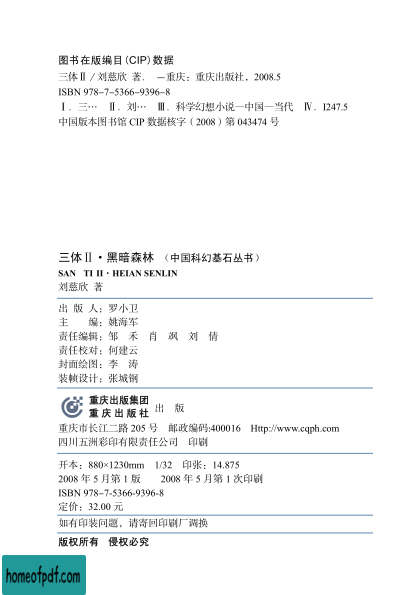 图书在版编目(CIP)数据
三体Ⅱ／刘慈欣 著. —重庆：重庆出版社，2008.5
ISBN 978-7-5366-9396-8
Ⅰ. 三… Ⅱ. 刘… Ⅲ. 科学幻想小说—中国—当代 Ⅳ. I247.5
中国版本图书馆 CIP 数据核字（2008）第 043474 号
三体Ⅱ·黑暗森林 （中国科幻基石丛书）
SAN TI II·HEIAN SENLIN
刘慈欣 著
出 版 人：罗小卫
主 编：姚海军
责任编辑：邹 禾 肖 飒 刘 倩
责任校对：何建云
封面绘图：李 涛
装帧设计：张城钢
重庆出版集团
重庆出版社 出 版
重庆市长江二路 205 号 邮政编码:400016 Http://www.cqph.com
四川五洲彩印有限责任公司 印刷
开本：880×1230mm 1/32 印张：14.875
2008 年 5 月第 1 版 2008 年 5 月第 1 次印刷
ISBN 978-7-5366-9396-8
定价：32.00 元
如有印装问题，请寄回印刷厂调换
版权所有 侵权必究
homeofpdf.com